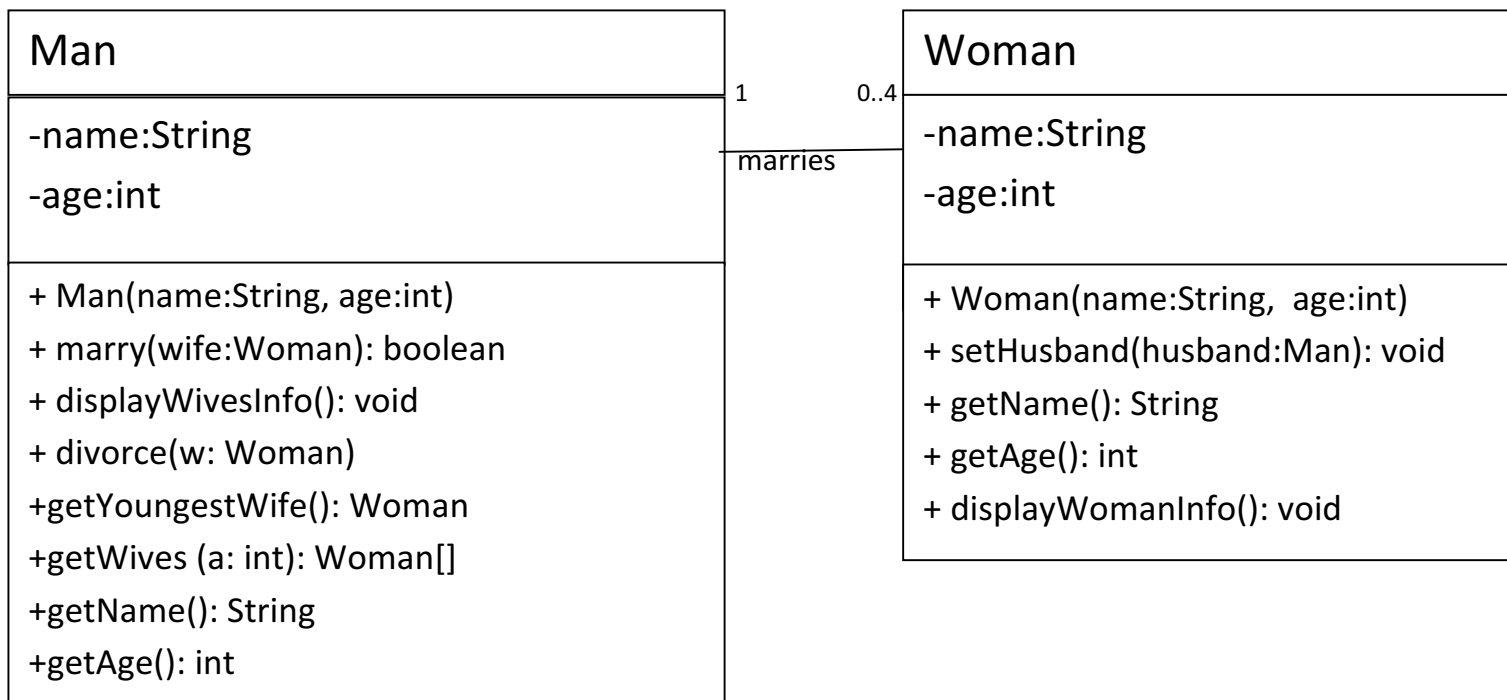 Man
-name:String
-age:int
+ Man(name:String, age:int)
+ marry(wife:Woman): boolean
+ displayWivesInfo(): void
+ divorce(w: Woman)
+getYoungestWife(): Woman
+getWives (a: int): Woman[]
+getName(): String
+getAge(): int
1
0..4
marries
Woman
-name:String
-age:int
+ Woman(name:String, age:int)
+ setHusband(husband:Man): void
+ getName(): String
+ getAge(): int
+ displayWomanInfo(): void